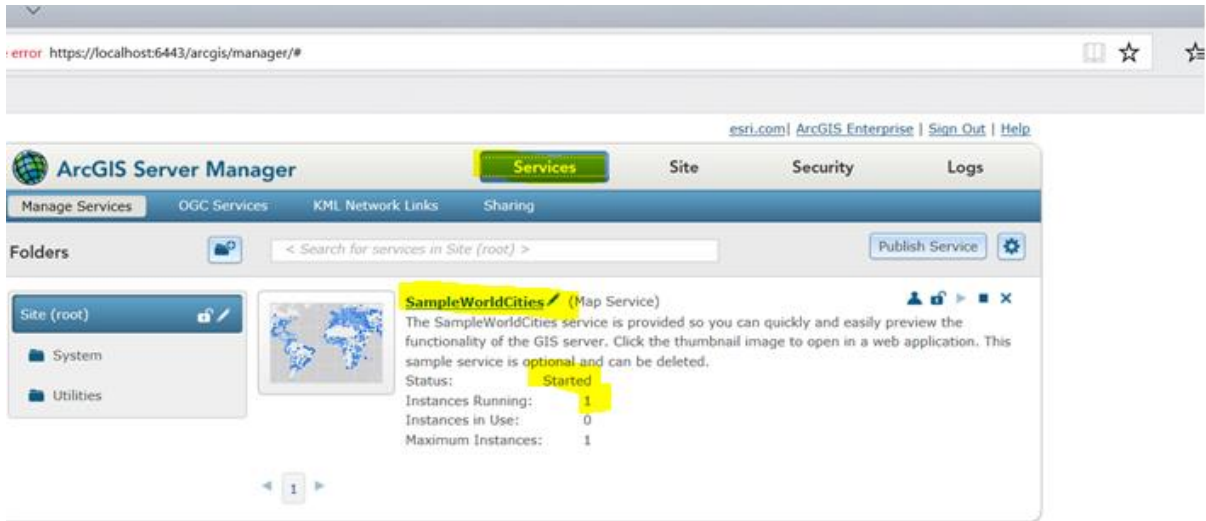 error https://localhost:6443/arcgis/manager/#
esri.com| ArcGIS Enterprise | Sign Out | Help
ArcGIS Server Manager Services Site Security Logs
Manage Services OGC Services KML Network Links Sharing
Folders < Search for services in Site (root) > Publish Service
Site (root)
System
Utilities
SampleWorldCities (Map Service)
The SampleWorldCities service is provided so you can quickly and easily preview the
functionality of the GIS server. Click the thumbnail image to open in a web application. This
sample service is optional and can be deleted.
Status: Started
Instances Running: 1
Instances in Use: 0
Maximum Instances: 1
1